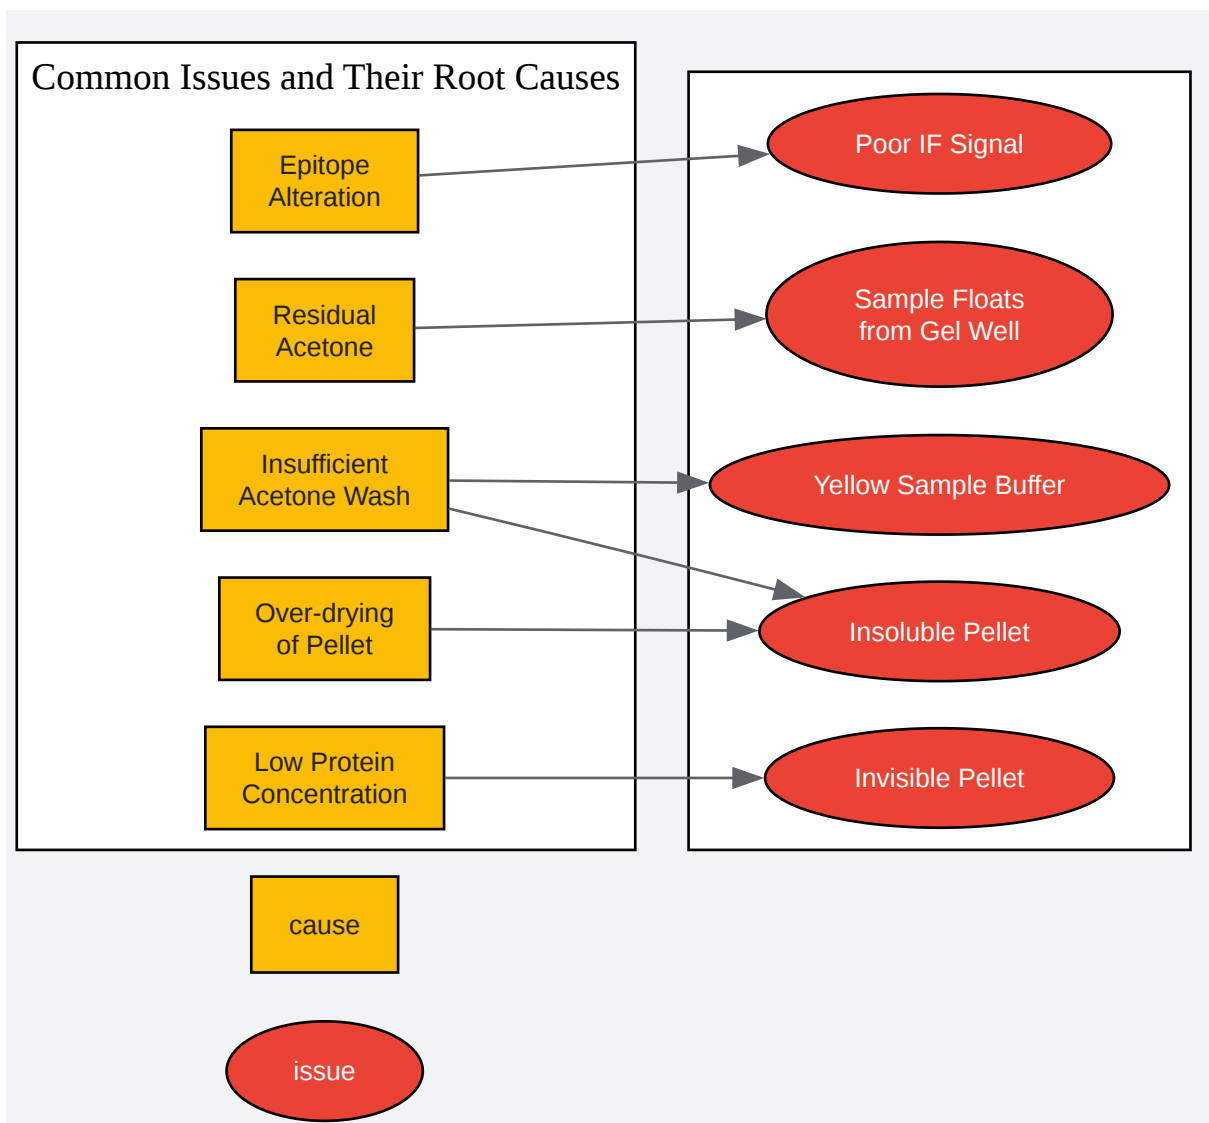 Common Issues and Their Root Causes
Epitope
Alteration
Poor IF Signal
Residual
Acetone
Sample Floats
from Gel Well
Insufficient
Acetone Wash
Yellow Sample Buffer
Over-drying
of Pellet
Insoluble Pellet
Low Protein
Concentration
Invisible Pellet
cause
issue